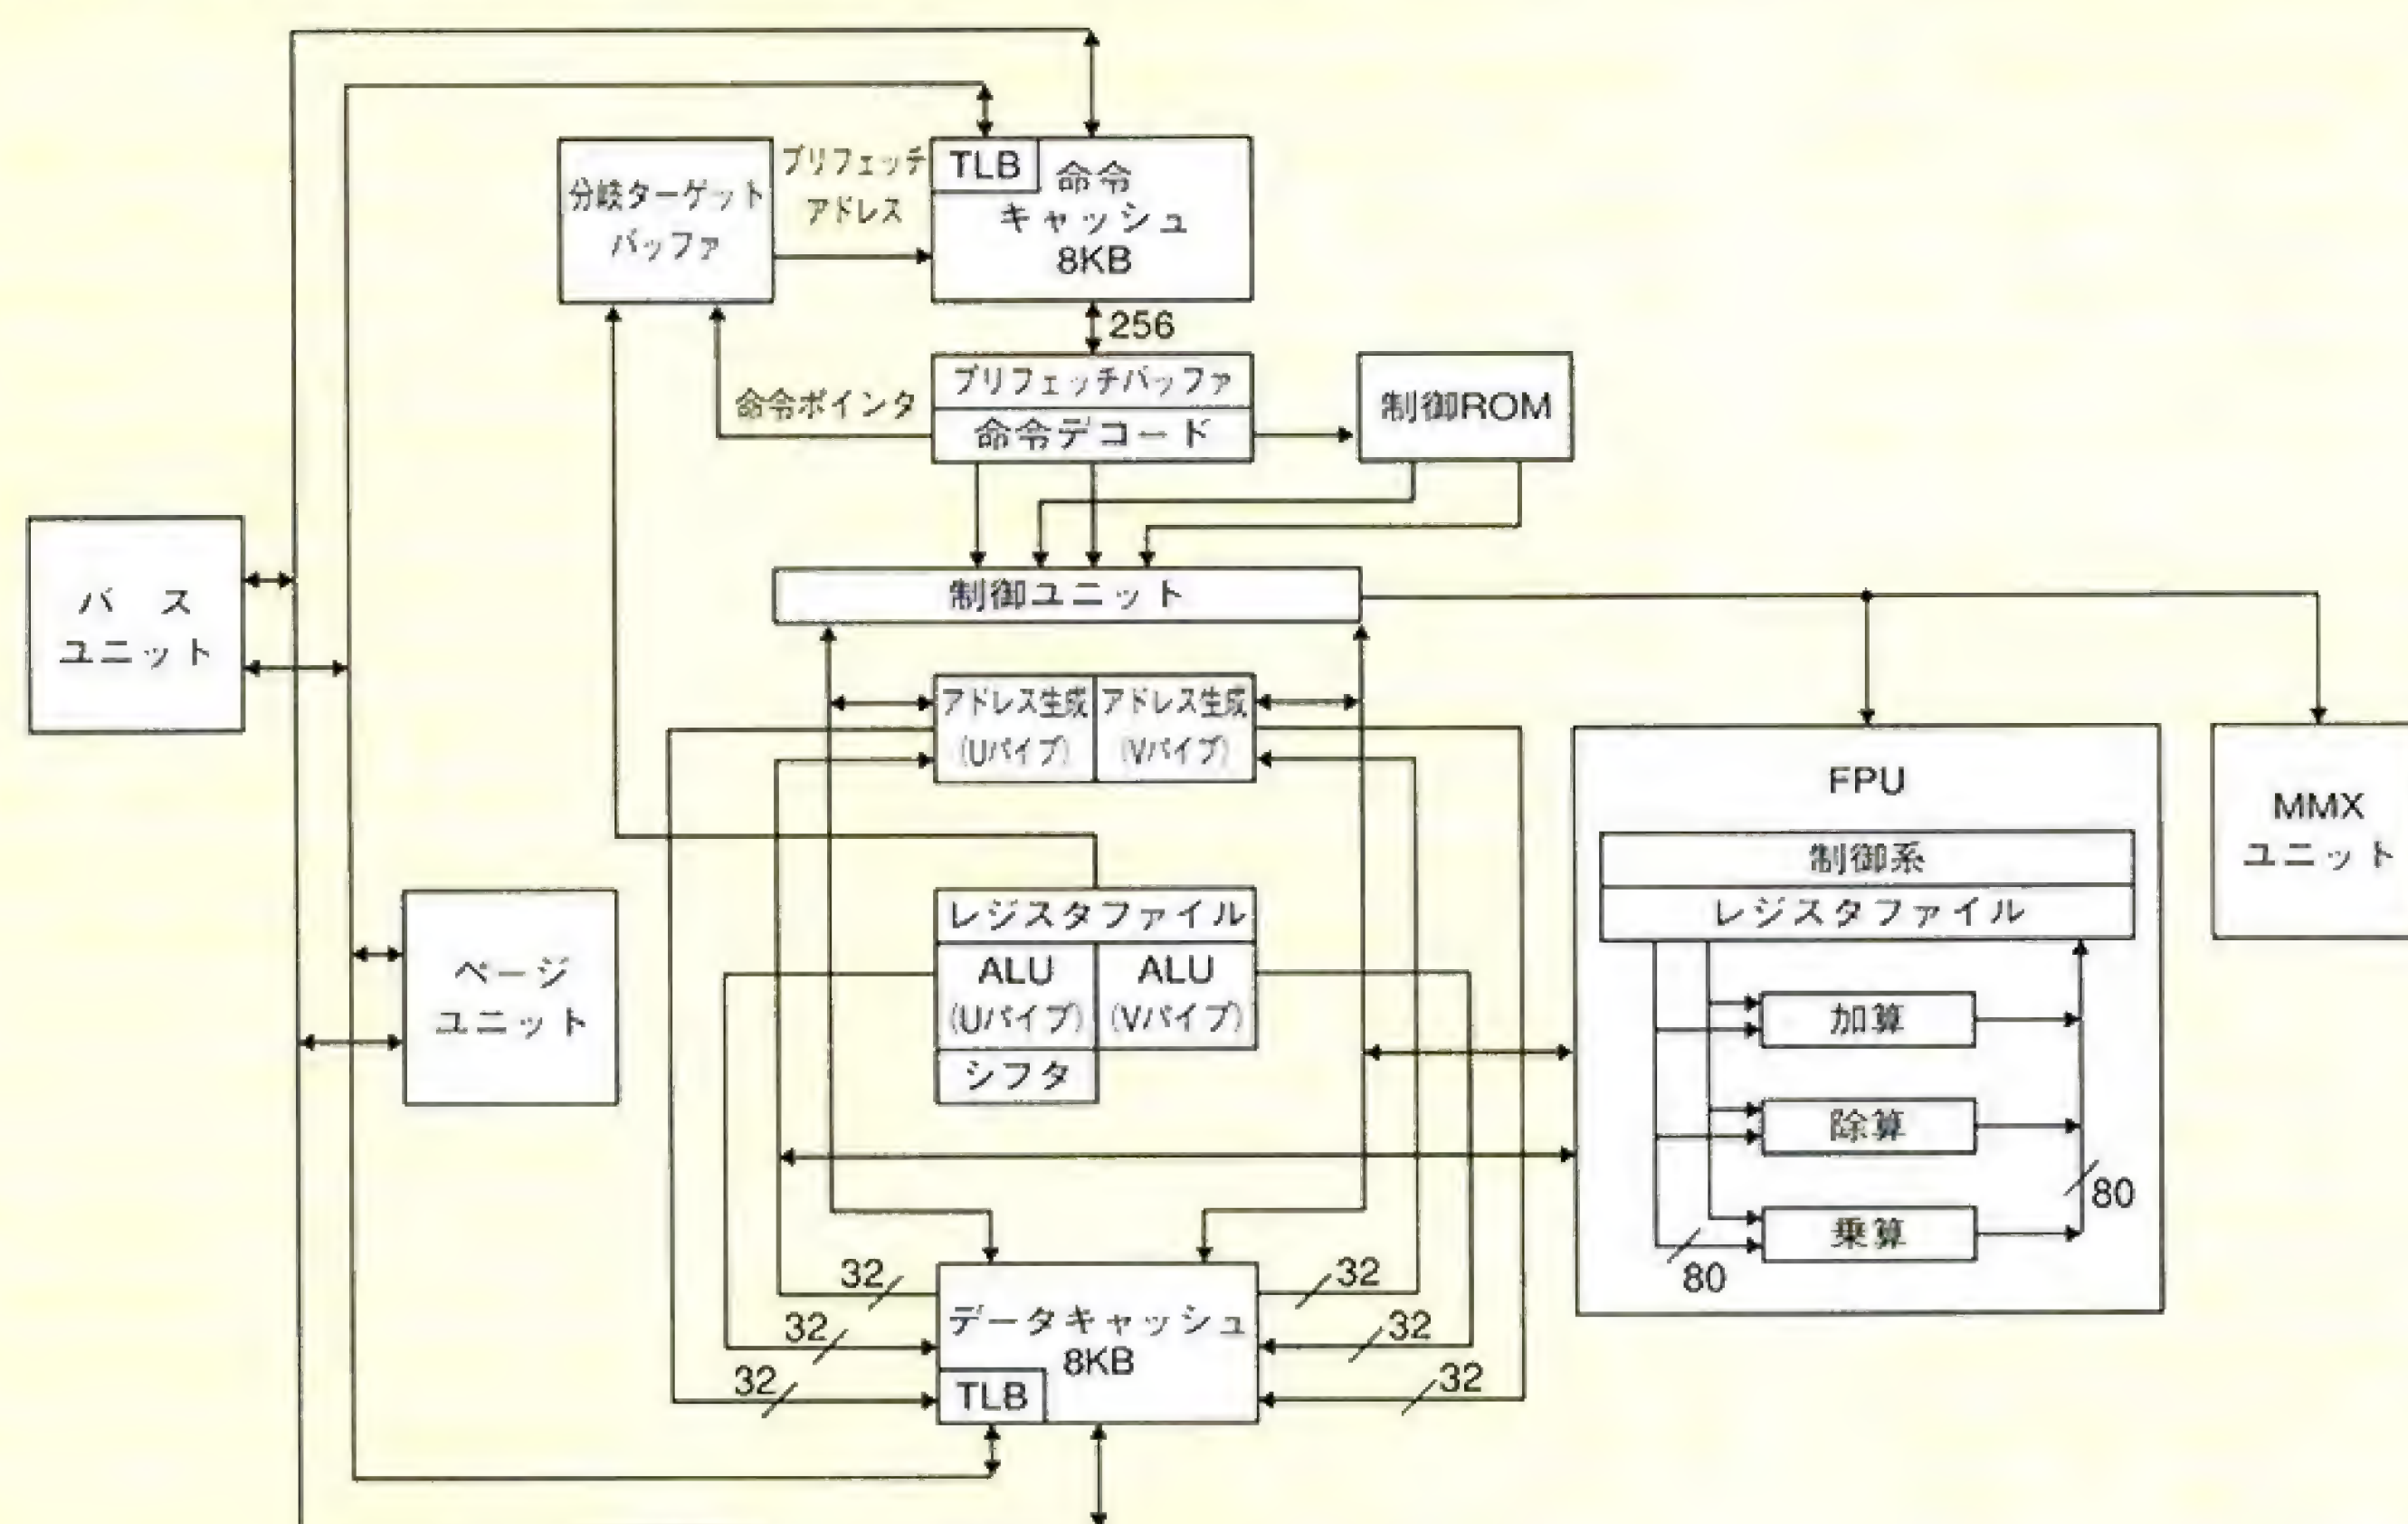 分岐ターゲット
バッファ
プリフェッチ
アドレス
TLB
命令
キャッシュ
8KB
256
プリフェッチバッファ
命令デコード
命令ポインタ
制御ROM
制御ユニット
バス
ユニット
アドレス生成
(Uパイプ)
アドレス生成
(Vパイプ)
FPU
制御系
レジスタファイル
加算
除算
乗算
80
80
MMX
ユニット
ページ
ユニット
レジスタファイル
ALU
(Uパイプ)
ALU
(Vパイプ)
シフタ
32
32
32
32
32
32
データキャッシュ
8KB
TLB